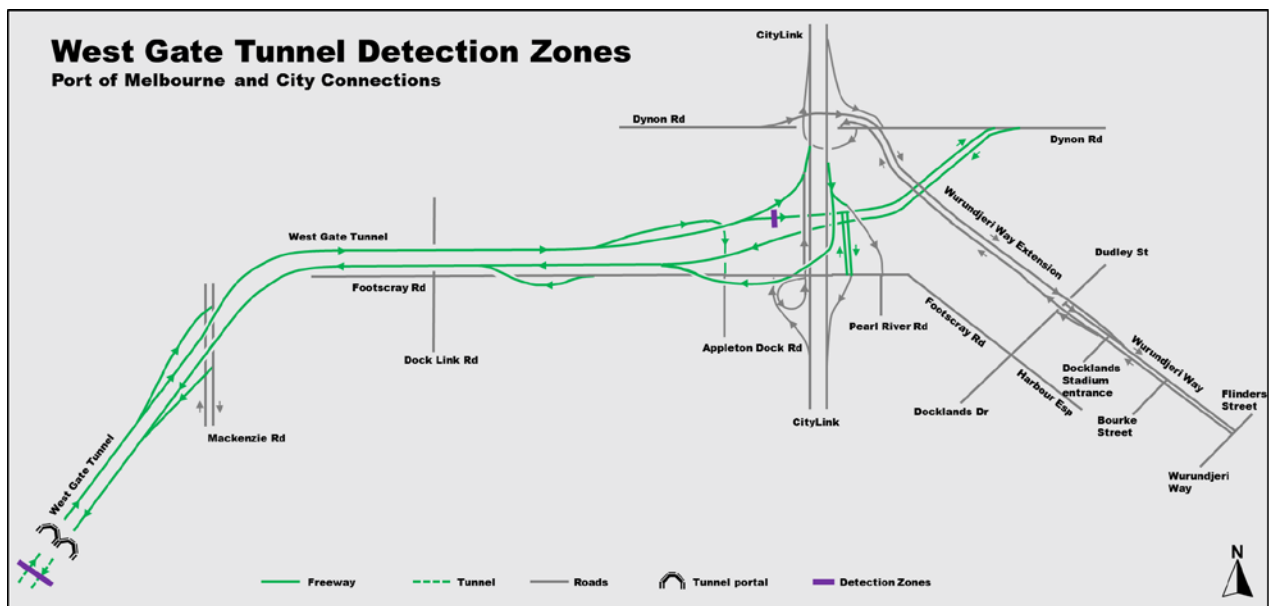 West Gate Tunnel Detection Zones
Port of Melbourne and City Connections
CityLink
Dynon Rd
Dynon Rd
West Gate Tunnel
Wurundjeri Way Extension
Dudley St
Footscray Rd
Footscray Rd
Pearl River Rd
Dock Link Rd
Appleton Dock Rd
Wurundjeri Way
Docklands
Stadium
entrance
Harbour Esp
Flinders
Street
Docklands Dr
Bourke
Street
CityLink
Mackenzie Rd
West Gate Tunnel
Wurundjeri
Way
N
Freeway
Tunnel
Roads
Tunnel portal
Detection Zones